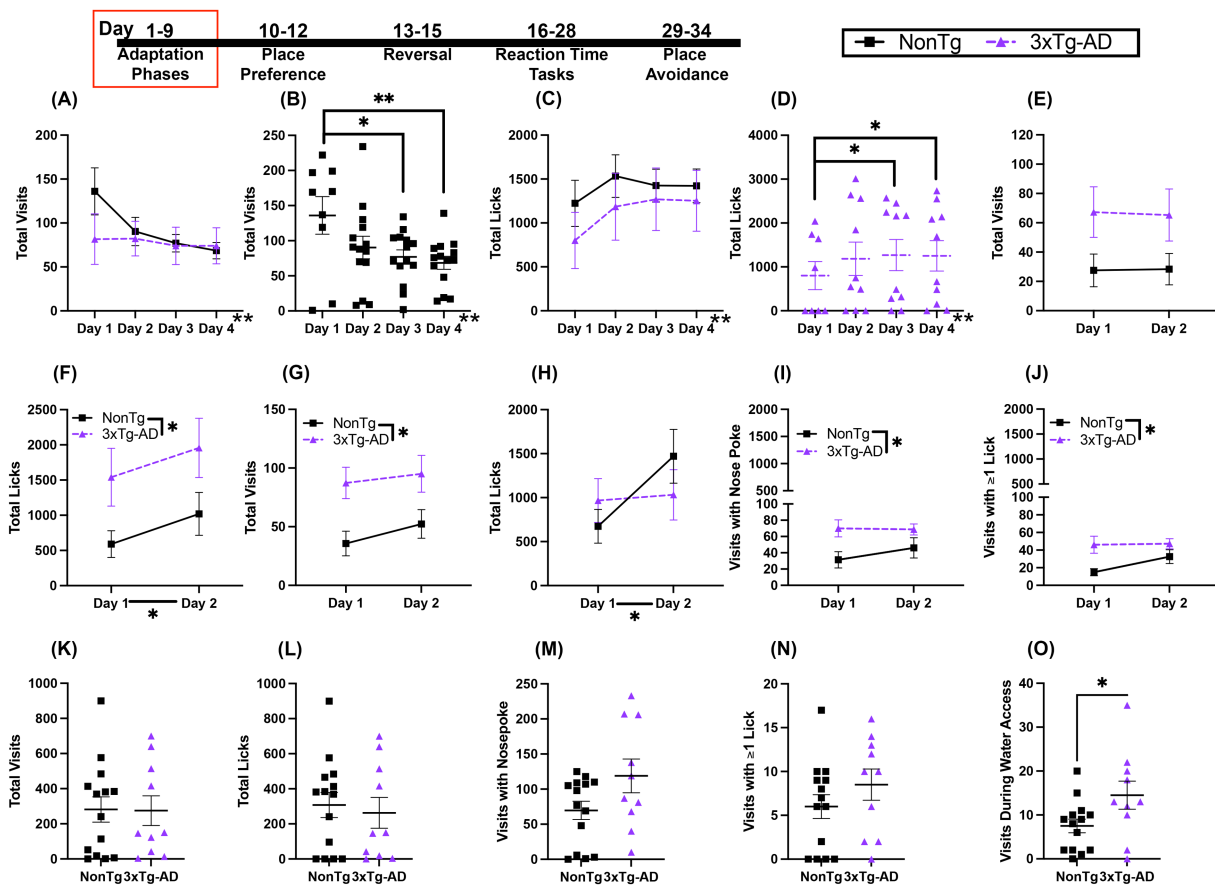 Day 1-9 10-12 13-15 16-28 29-34
Adaptation Place Reversal Reaction Time Place
Phases Preference Tasks Avoidance
NonTg 3xTg-AD
(A) (B) (C) (D) (E)
Total Visits
200
150
100
50
0
Day 1 Day 2 Day 3 Day 4
**
Total Visits
250
200
150
100
50
0
**
*
Day 1 Day 2 Day 3 Day 4
**
Total Licks
2000
1500
1000
500
0
Day 1 Day 2 Day 3 Day 4
**
Total Licks
4000
3000
2000
1000
0
*
*
Day 1 Day 2 Day 3 Day 4
**
Total Visits
120
100
80
60
40
20
0
Day 1 Day 2
(F) (G) (H) (I) (J)
Total Licks
2500
2000
1500
1000
500
0
NonTg
3xTg-AD
*
Day 1 Day 2
*
Total Visits
150
100
50
0
NonTg
3xTg-AD
*
Day 1 Day 2
Total Licks
2000
1500
1000
500
0
Day 1 Day 2
*
Visits with Nose Poke
2000
1500
1000
500
100
80
60
40
20
0
NonTg
3xTg-AD
*
Day 1 Day 2
Visits with ≥1 Lick
2000
1500
1000
500
100
80
60
40
20
0
NonTg
3xTg-AD
*
Day 1 Day 2
(K) (L) (M) (N) (O)
Total Visits
1000
800
600
400
200
0
NonTg 3xTg-AD
Total Licks
1000
800
600
400
200
0
NonTg 3xTg-AD
Visits with Nosepoke
250
200
150
100
50
0
NonTg 3xTg-AD
Visits with ≥1 Lick
20
15
10
5
0
NonTg 3xTg-AD
Visits During Water Access
40
30
20
10
0
*
NonTg 3xTg-AD